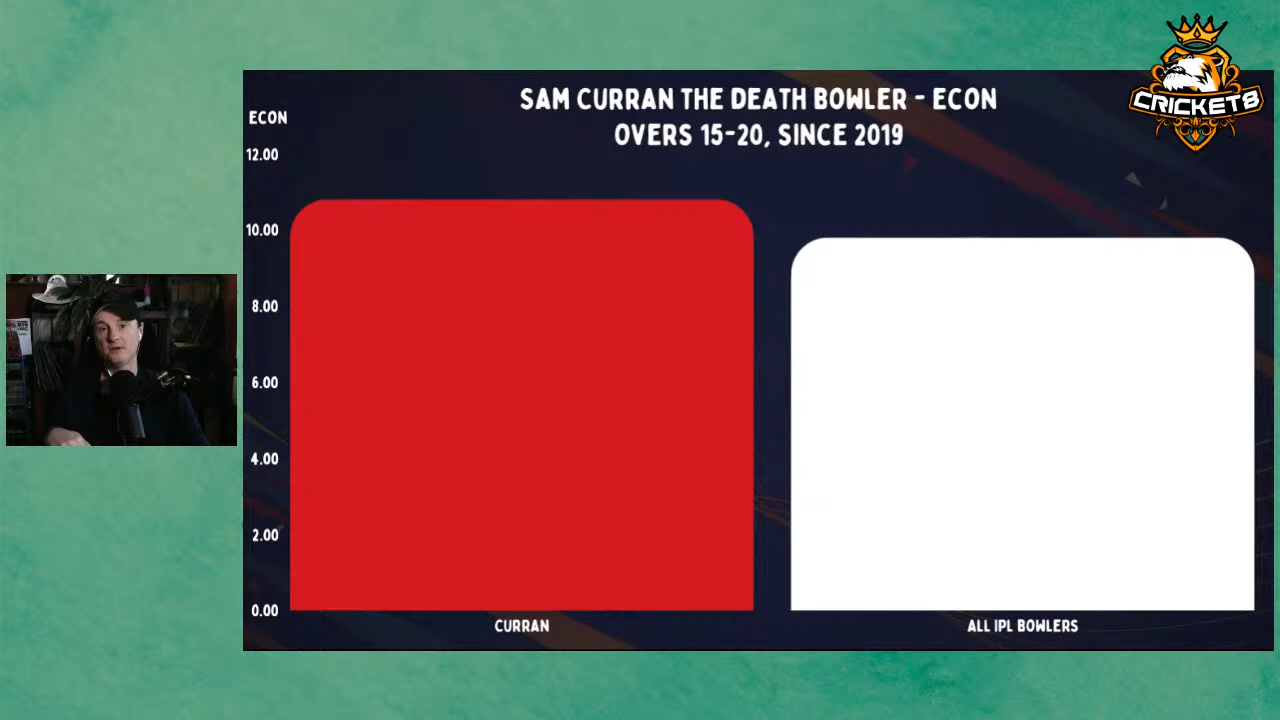 CRICKET8
SAM CURRAN THE DEATH BOWLER - ECON
OVERS 15-20, SINCE 2019
ECON
12.00
10.00
8.00
6.00
4.00
2.00
0.00
CURRAN
ALL IPL BOWLERS